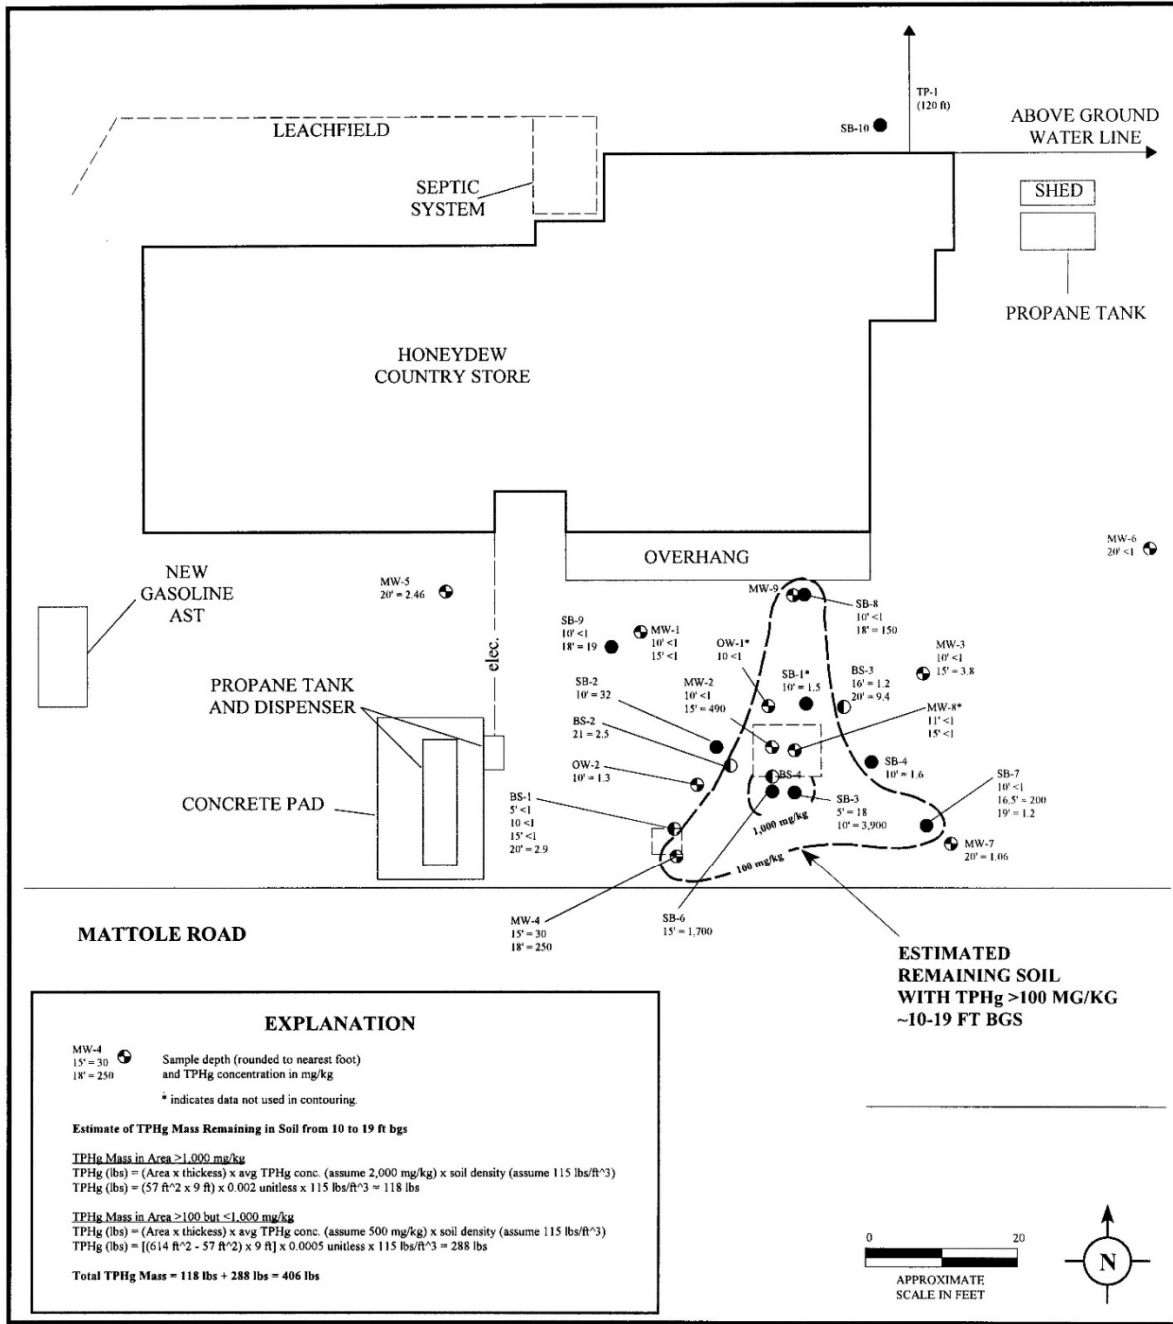 TP-1
(120 ft)
SB-10
ABOVE GROUND
WATER LINE
LEACHFIELD
SEPTIC
SYSTEM
SHED
PROPANE TANK
HONEYDEW
COUNTRY STORE
OVERHANG
MW-6
20' <1
NEW
GASOLINE
AST
MW-5
20' = 2.46
elec.
MW-9
SB-8
10' <1
18' = 150
SB-9
10' <1
18' = 19
MW-1
10' <1
15' <1
OW-1*
10 <1
MW-3
10' <1
15' = 3.8
SB-1*
10' = 1.5
BS-3
16' = 1.2
20' = 9.4
MW-2
10' <1
15' = 490
SB-2
10' = 32
MW-8*
11' <1
15' <1
PROPANE TANK
AND DISPENSER
BS-2
21 = 2.5
OW-2
10' = 1.3
BS-4
SB-4
10' = 1.6
SB-7
10' <1
16.5' = 200
19' = 1.2
CONCRETE PAD
BS-1
5' <1
10 <1
15' <1
20' = 2.9
SB-3
5' = 18
10' = 3,900
1,000 mg/kg
100 mg/kg
MW-7
20' = 1.06
MW-4
15' = 30
18' = 250
SB-6
15' = 1,700
MATTOLE ROAD
ESTIMATED
REMAINING SOIL
WITH TPHg >100 MG/KG
~10-19 FT BGS
EXPLANATION
MW-4
15' = 30
18' = 250
Sample depth (rounded to nearest foot)
and TPHg concentration in mg/kg
* indicates data not used in contouring.
Estimate of TPHg Mass Remaining in Soil from 10 to 19 ft bgs
TPHg Mass in Area >1,000 mg/kg
TPHg (lbs) = (Area x thickess) x avg TPHg conc. (assume 2,000 mg/kg) x soil density (assume 115 lbs/ft^3)
TPHg (lbs) = (57 ft^2 x 9 ft) x 0.002 unitless x 115 lbs/ft^3 = 118 lbs
TPHg Mass in Area >100 but <1,000 mg/kg
TPHg (lbs) = (Area x thickess) x avg TPHg conc. (assume 500 mg/kg) x soil density (assume 115 lbs/ft^3)
TPHg (lbs) = [(614 ft^2 - 57 ft^2) x 9 ft] x 0.0005 unitless x 115 lbs/ft^3 = 288 lbs
Total TPHg Mass = 118 lbs + 288 lbs = 406 lbs
0 20
APPROXIMATE
SCALE IN FEET
N